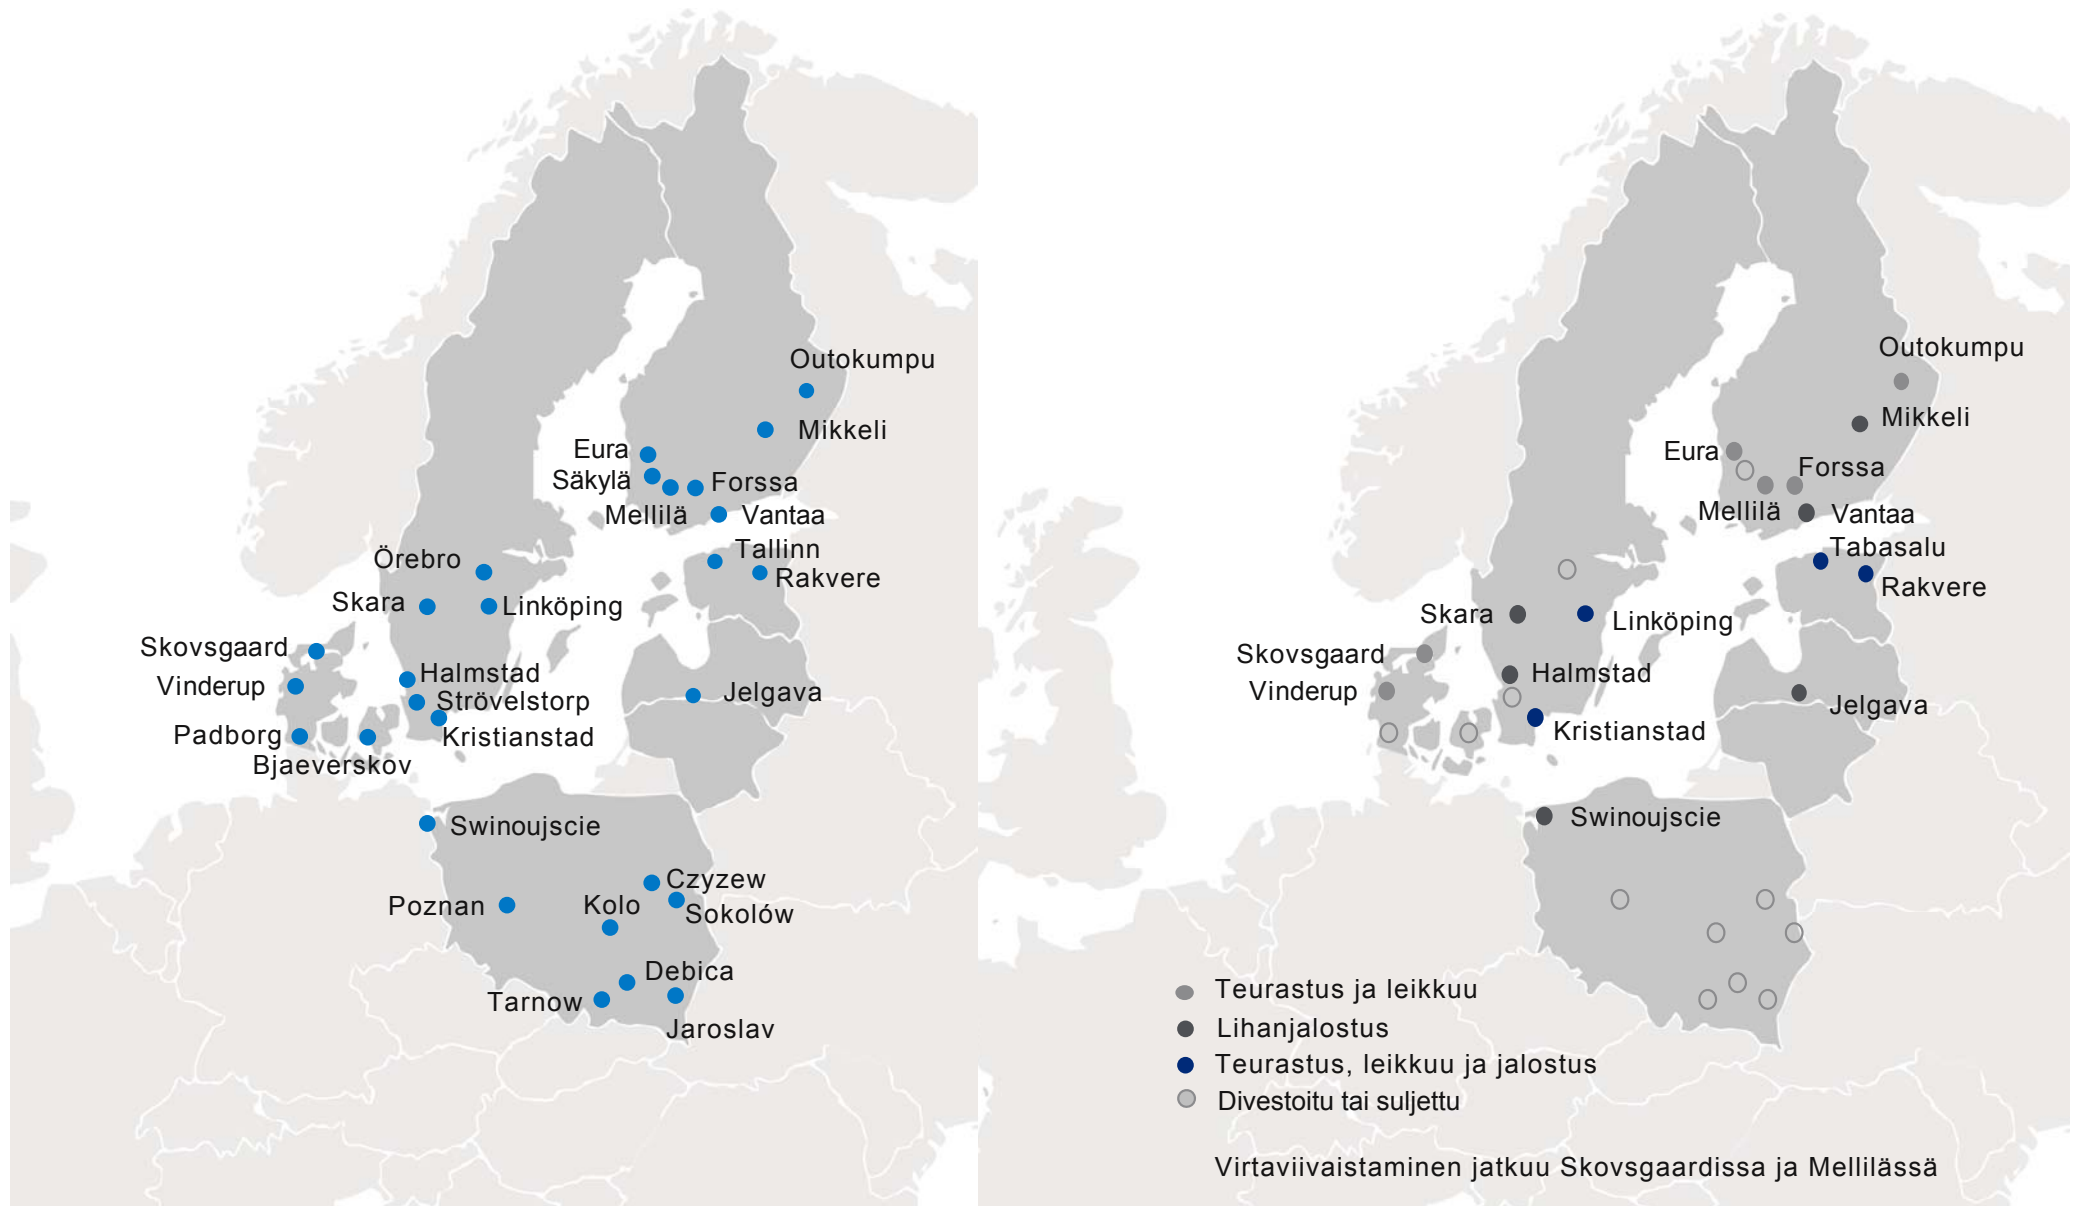 Outokumpu
Mikkeli
Eura
Säkylä
Forssa
Mellilä
Vantaa
Tallinn
Rakvere
Örebro
Skara
Linköping
Skovsgaard
Vinderup
Halmstad
Strövelstorp
Kristianstad
Padborg
Bjaeverskov
Jelgava
Swinoujscie
Czyzew
Poznan
Kolo
Sokolów
Debica
Tarnow
Jaroslav
Outokumpu
Mikkeli
Eura
Forssa
Mellilä
Vantaa
Tabasalu
Rakvere
Skara
Linköping
Skovsgaard
Vinderup
Halmstad
Kristianstad
Jelgava
Swinoujscie
Teurastus ja leikkuu
Lihanjalostus
Teurastus, leikkuu ja jalostus
Divestoitu tai suljettu
Virtaviivaistaminen jatkuu Skovsgaardissa ja Mellilässä